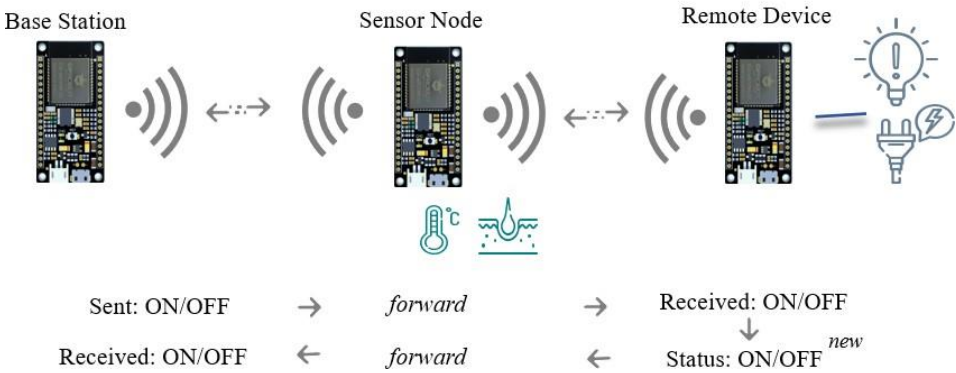 Base Station
Sensor Node
Remote Device
°C
Sent: ON/OFF → forward → Received: ON/OFF
↓
Received: ON/OFF ← forward ← Status: ON/OFF new